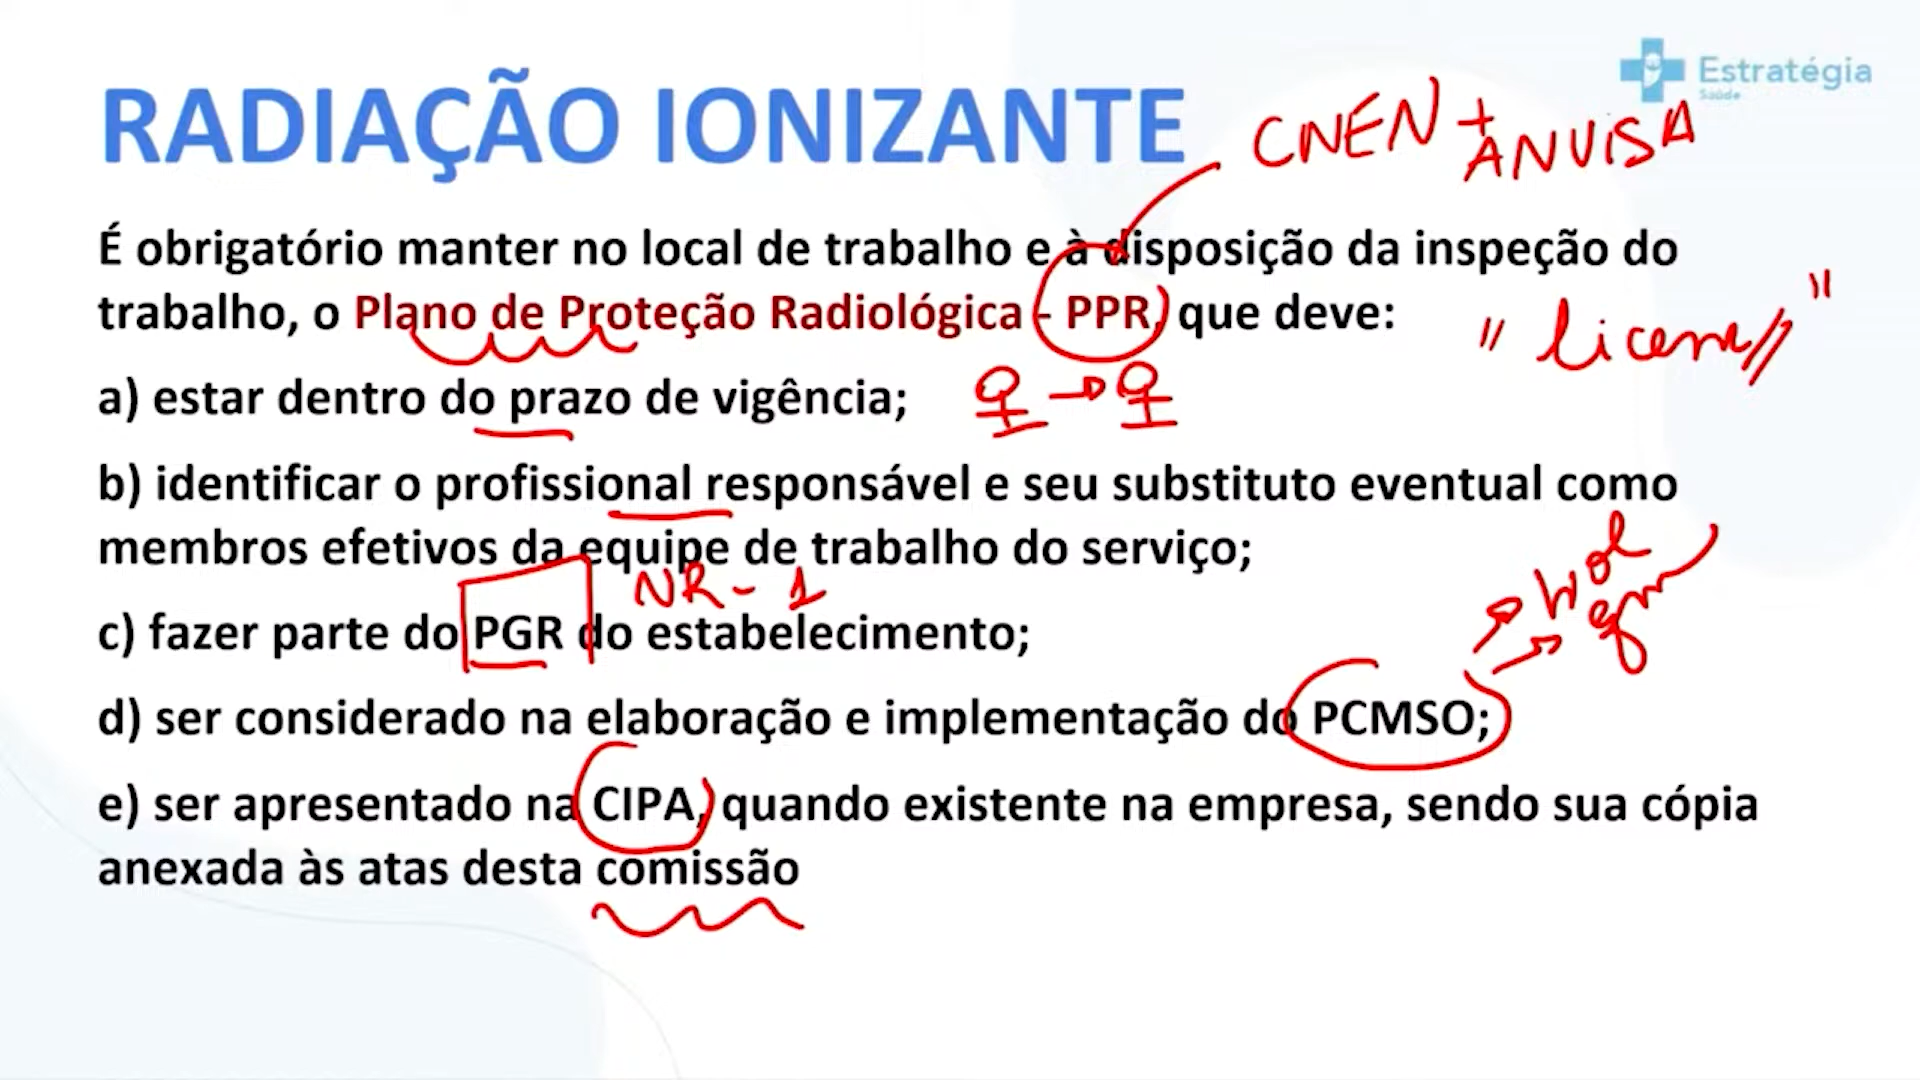 Estratégia
Saúde
RADIAÇÃO IONIZANTE
CNEN +
ANVISA
É obrigatório manter no local de trabalho e à disposição da inspeção do
trabalho, o Plano de Proteção Radiológica - PPR, que deve:
a) estar dentro do prazo de vigência;
b) identificar o profissional responsável e seu substituto eventual como
membros efetivos da equipe de trabalho do serviço;
NR-1
c) fazer parte do PGR do estabelecimento;
d) ser considerado na elaboração e implementação do PCMSO;
e) ser apresentado na CIPA, quando existente na empresa, sendo sua cópia
anexada às atas desta comissão